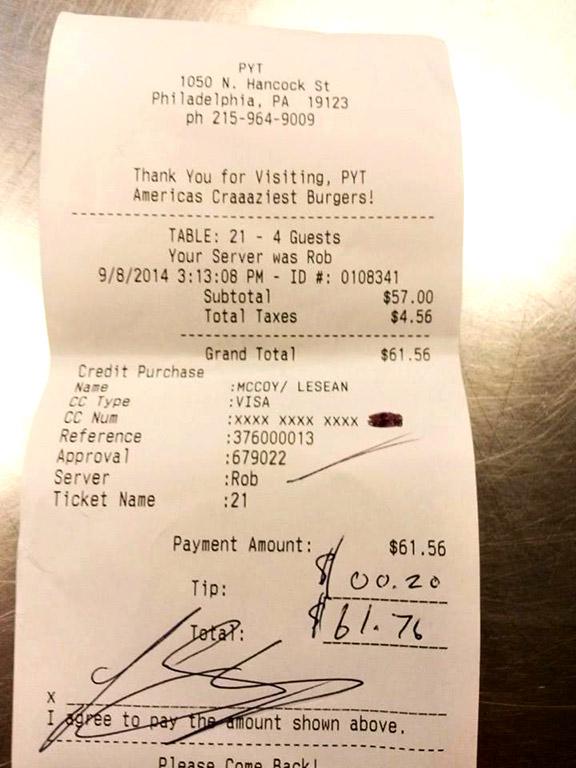 PYT
1050 N. Hancock St
Philadelphia, PA 19123
ph 215-964-9009
Thank You for Visiting, PYT
Americas Craaaziest Burgers!
TABLE: 21 - 4 Guests
Your Server was Rob
9/8/2014 3:13:08 PM - ID #: 0108341
Subtotal $57.00
Total Taxes $4.56
Grand Total $61.56
Credit Purchase
Name :MCCOY/ LESEAN
CC Type :VISA
CC Num :XXXX XXXX XXXX
Reference :376000013
Approval :679022
Server :Rob
Ticket Name :21
Payment Amount: $61.56
Tip: $ 00.20
Total: $61.76
X
I agree to pay the amount shown above.
Please Come Back!